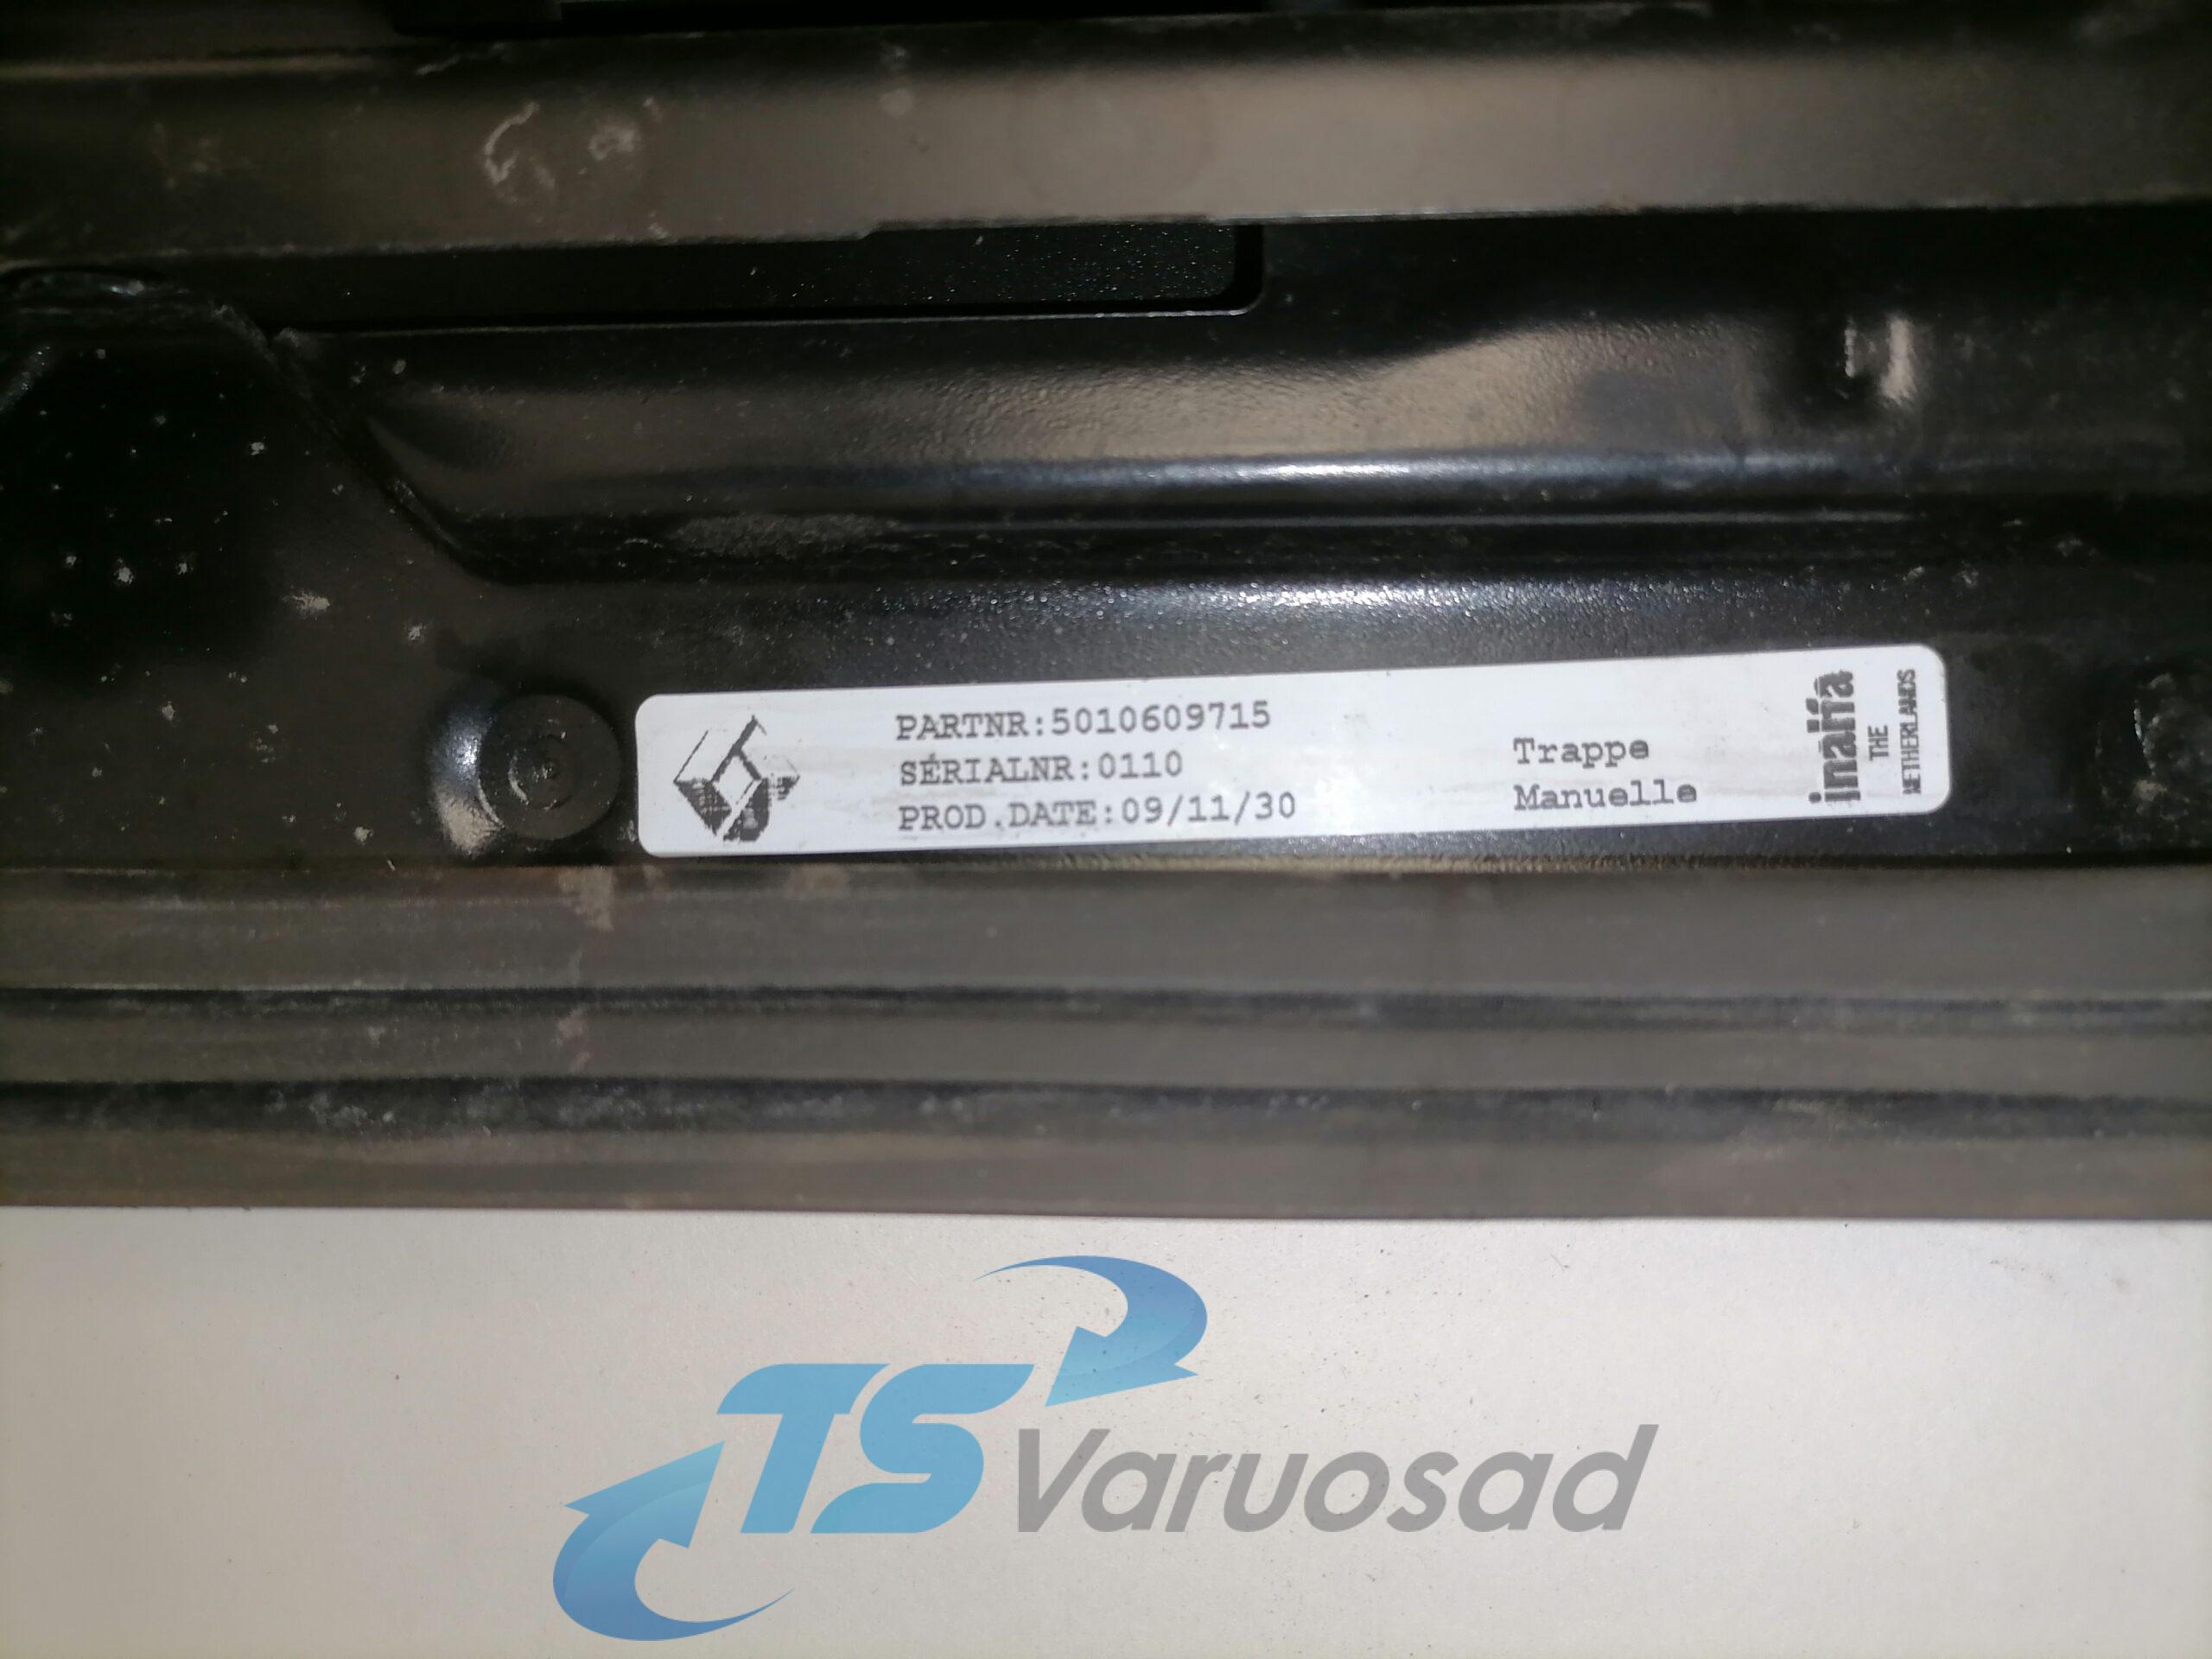 PARTNR:5010609715
SÉRIALNR:0110
PROD.DATE:09/11/30
Trappe
Manuelle
inalfa
THE
NETHERLANDS
TS Varuosad